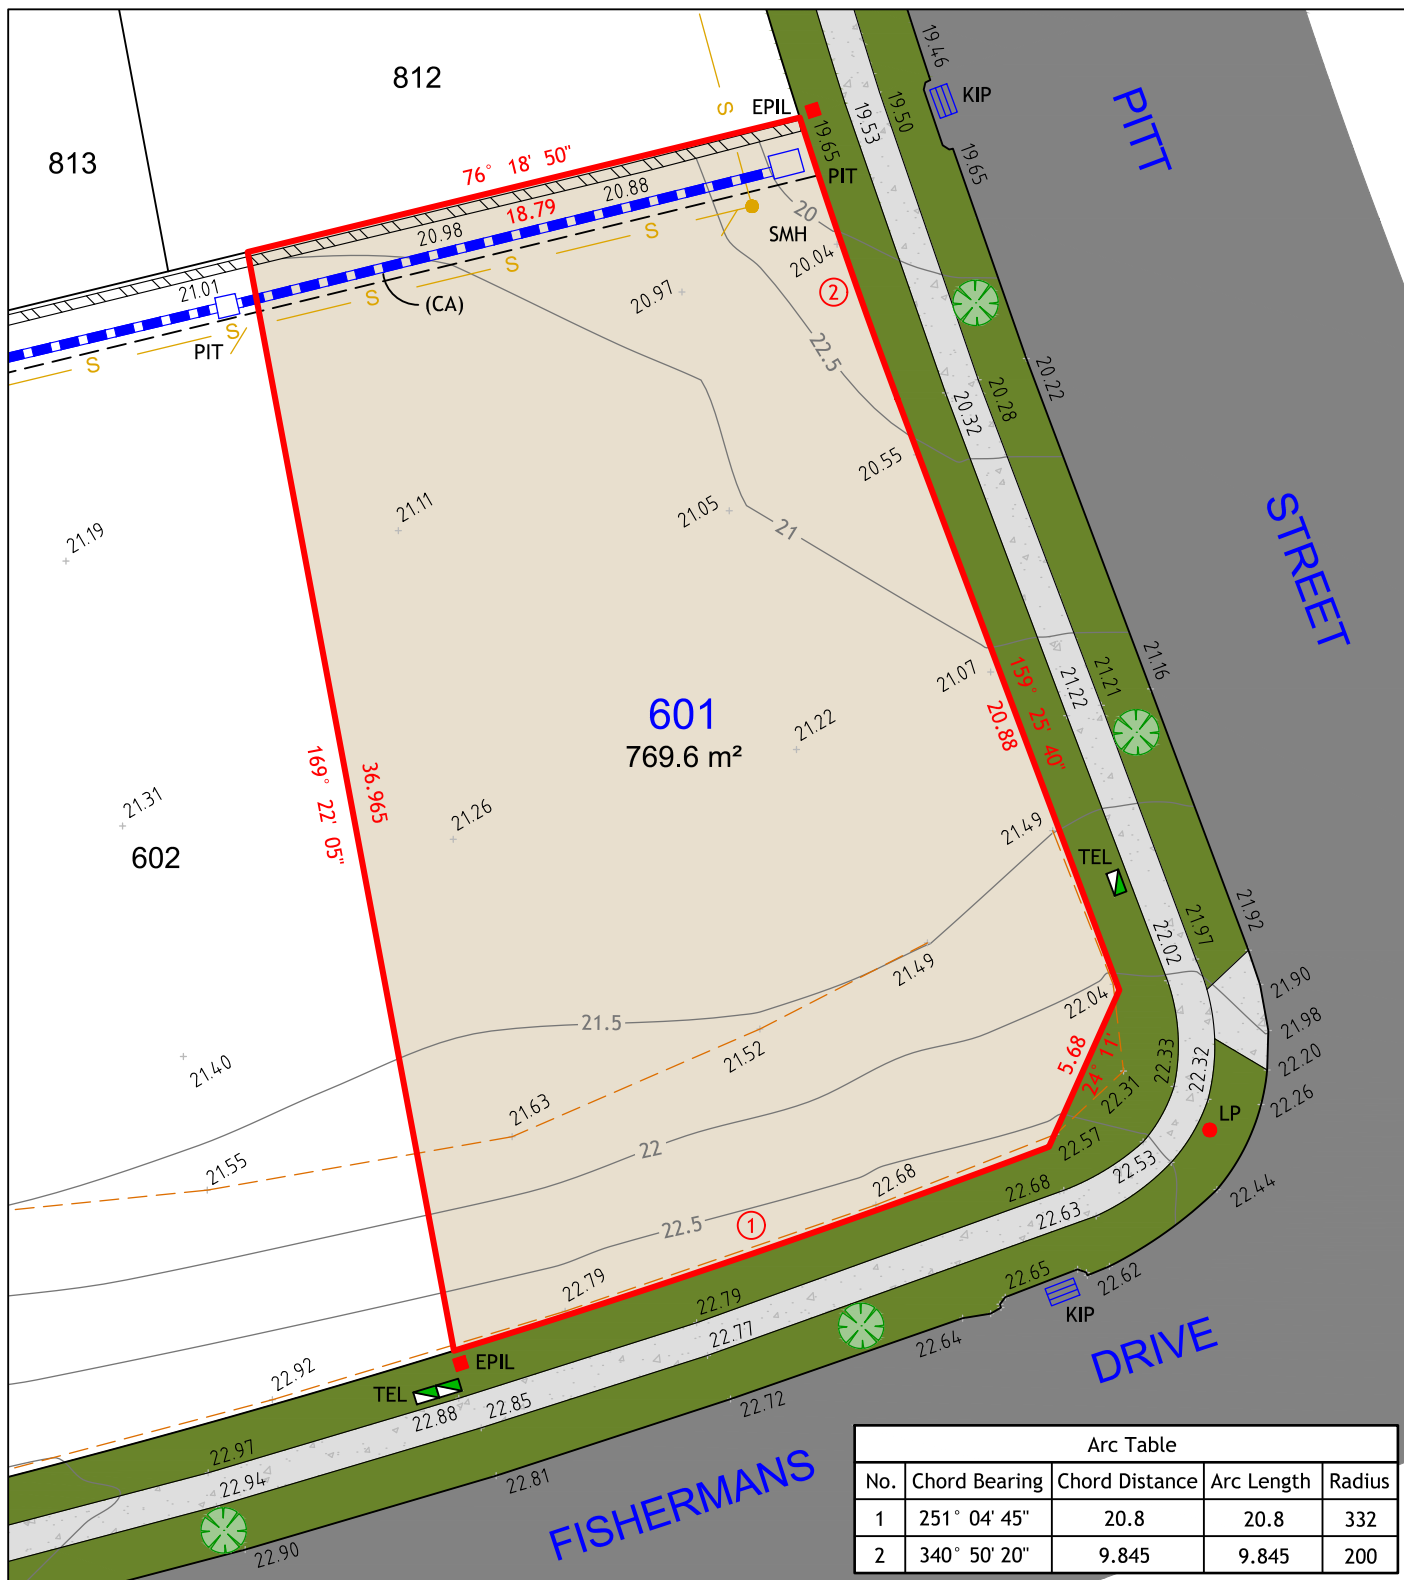 812
813
EPIL
19.46
KIP
PITT
19.50
19.53
19.65
19.65
76° 18' 50"
20.88
PIT
18.79
20.98
20
SMH
20.04
21.01
S
S
S
S
S
S
(CA)
PIT
2
20.97
22.5
20.22
20.28
20.32
20.55
STREET
21.19
21.11
21.05
21
21.16
21.21
21.22
21.07
159° 25' 40"
20.88
601
769.6 m²
21.22
36.965
169° 22' 05"
21.31
21.26
602
21.49
TEL
21.92
21.97
22.02
21.49
22.04
21.90
21.98
22.20
22.26
21.5
21.52
5.68
24° 11'
22.33
22.32
22.31
LP
21.40
21.63
22
22.57
22.53
22.44
21.55
22.68
22.68
22.63
22.5
1
22.65
22.62
KIP
22.79
22.79
22.77
22.64
DRIVE
EPIL
22.92
TEL
22.88
22.85
22.72
22.97
22.94
22.81
22.90
FISHERMANS
Arc Table
No. Chord Bearing Chord Distance Arc Length Radius
1 251° 04' 45" 20.8 20.8 332
2 340° 50' 20" 9.845 9.845 200